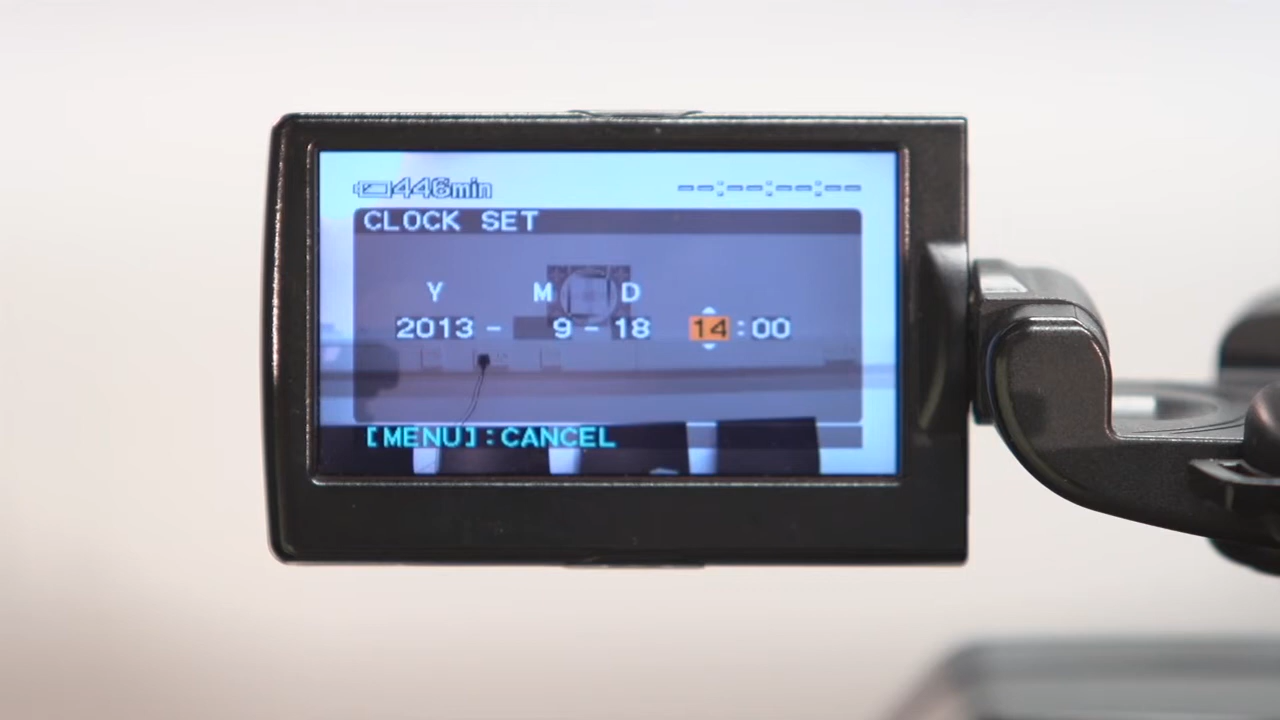 446min --:--:--:--
CLOCK SET
Y M D
2013 - 9 - 18 14:00
[MENU]:CANCEL